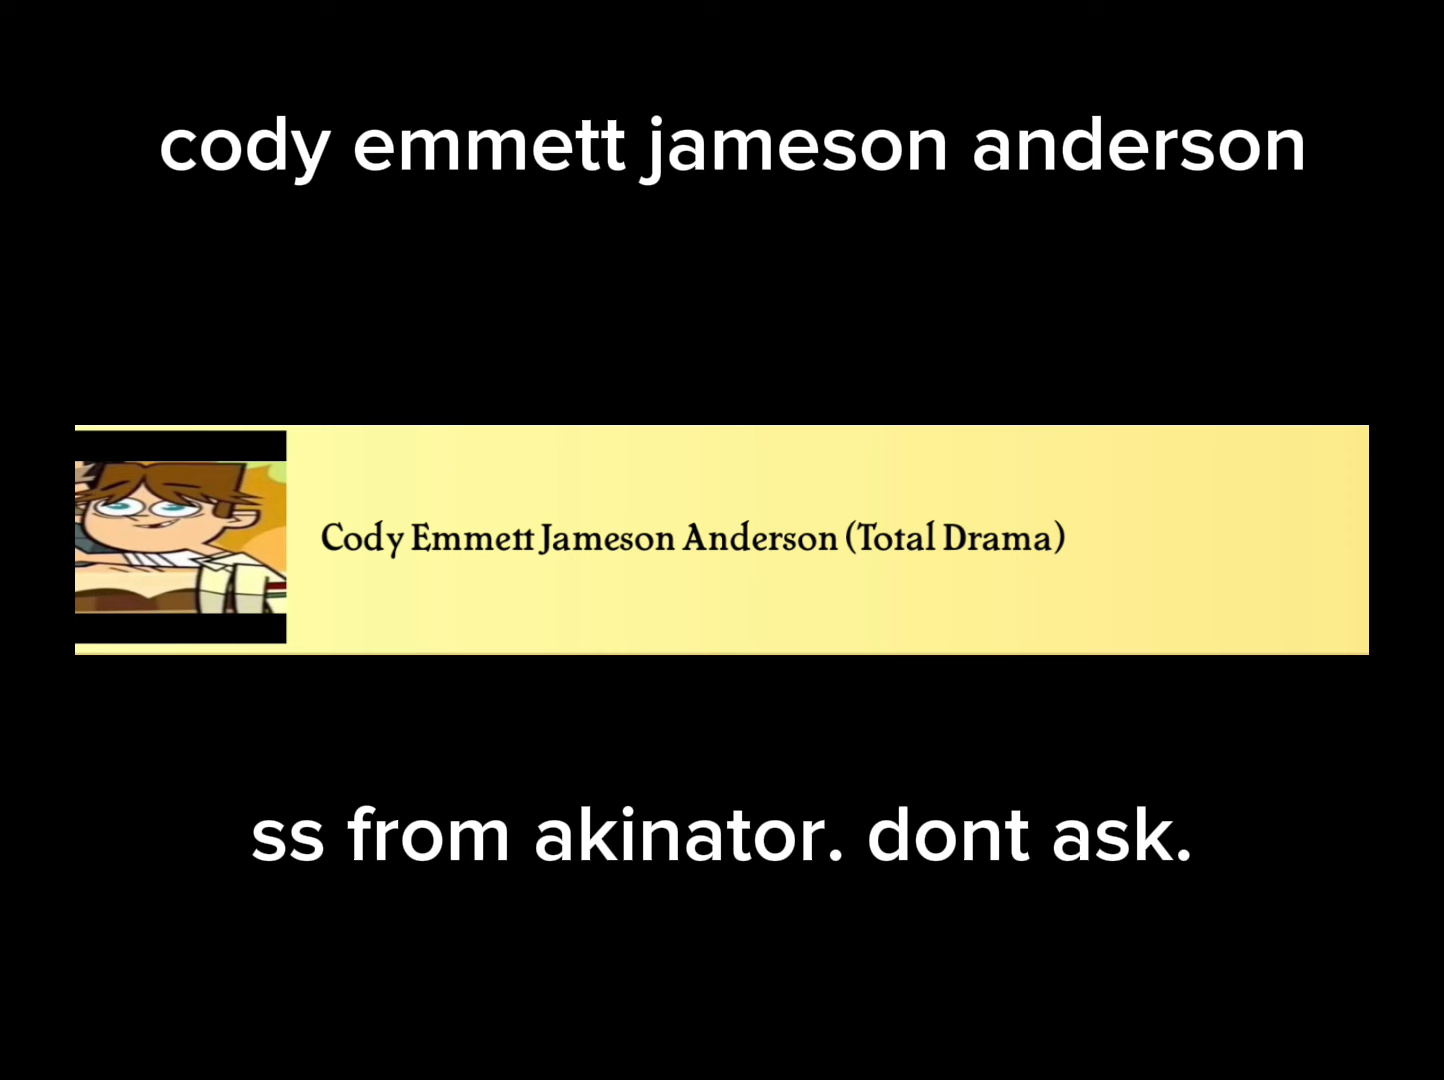 cody emmett jameson anderson
Cody Emmett Jameson Anderson (Total Drama)
ss from akinator. dont ask.